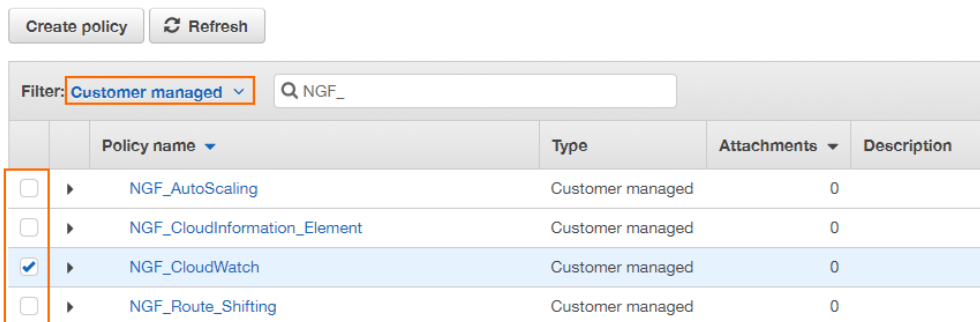 Create policy Refresh
Filter: Customer managed NGF_
Policy name Type Attachments Description
NGF_AutoScaling Customer managed 0
NGF_CloudInformation_Element Customer managed 0
NGF_CloudWatch Customer managed 0
NGF_Route_Shifting Customer managed 0